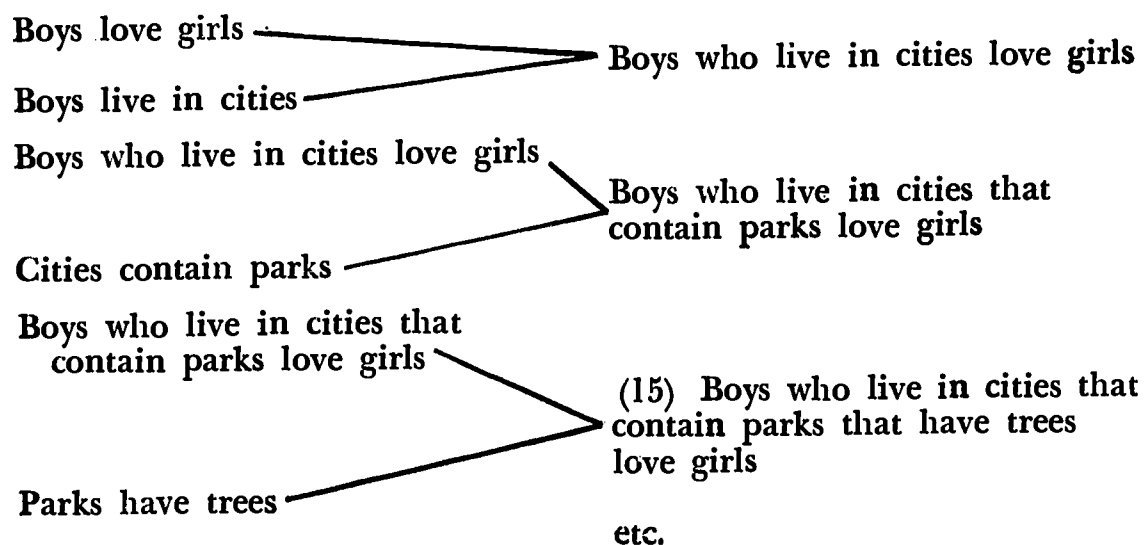 Boys love girls
Boys who live in cities love girls
Boys live in cities
Boys who live in cities love girls
Boys who live in cities that
contain parks love girls
Cities contain parks
Boys who live in cities that
contain parks love girls
(15) Boys who live in cities that
contain parks that have trees
love girls
Parks have trees
etc.